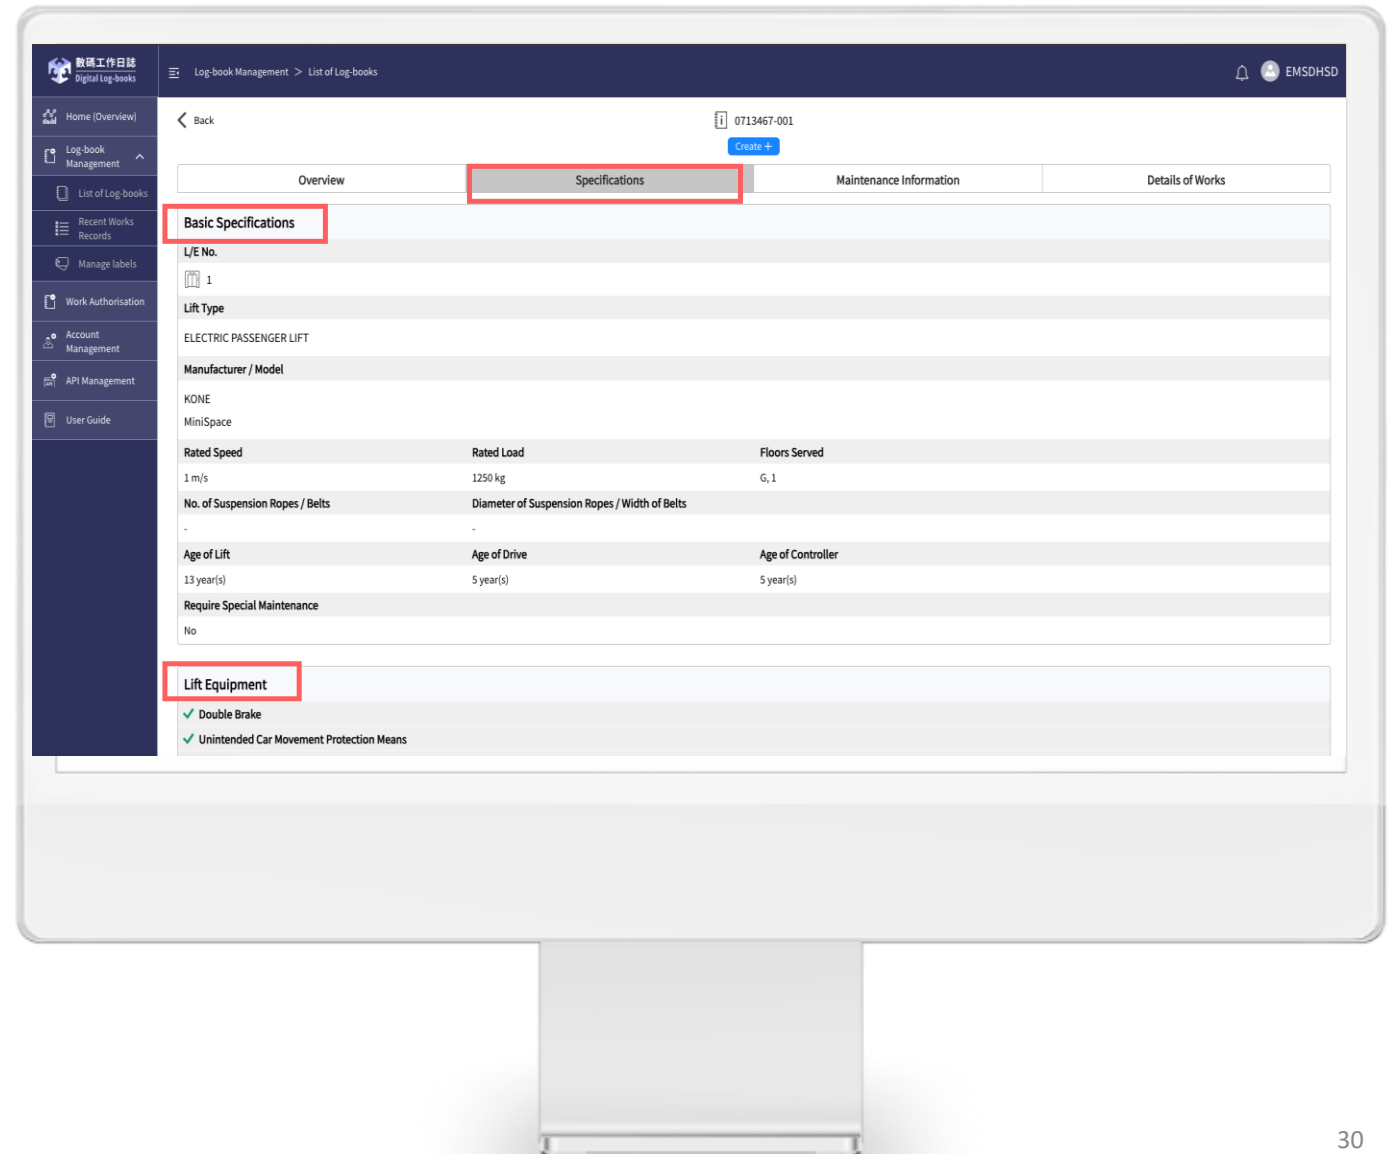 數碼工作日誌
Digital Log-books
Log-book Management > List of Log-books
EMSDHSD
Home (Overview)
Log-book
Management
List of Log-books
Recent Works
Records
Manage labels
Work Authorisation
Account
Management
API Management
User Guide
Back
0713467-001
Create +
Overview
Specifications
Maintenance Information
Details of Works
Basic Specifications
L/E No.
1
Lift Type
ELECTRIC PASSENGER LIFT
Manufacturer / Model
KONE
MiniSpace
Rated Speed
Rated Load
Floors Served
1 m/s
1250 kg
G, 1
No. of Suspension Ropes / Belts
Diameter of Suspension Ropes / Width of Belts
-
-
Age of Lift
Age of Drive
Age of Controller
13 year(s)
5 year(s)
5 year(s)
Require Special Maintenance
No
Lift Equipment
Double Brake
Unintended Car Movement Protection Means
30